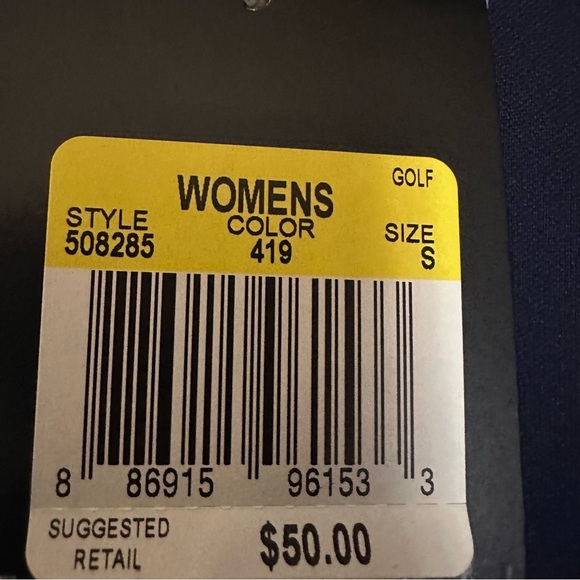 WOMENS GOLF
STYLE COLOR SIZE
508285 419 S
8 86915 96153 3
SUGGESTED
RETAIL $50.00